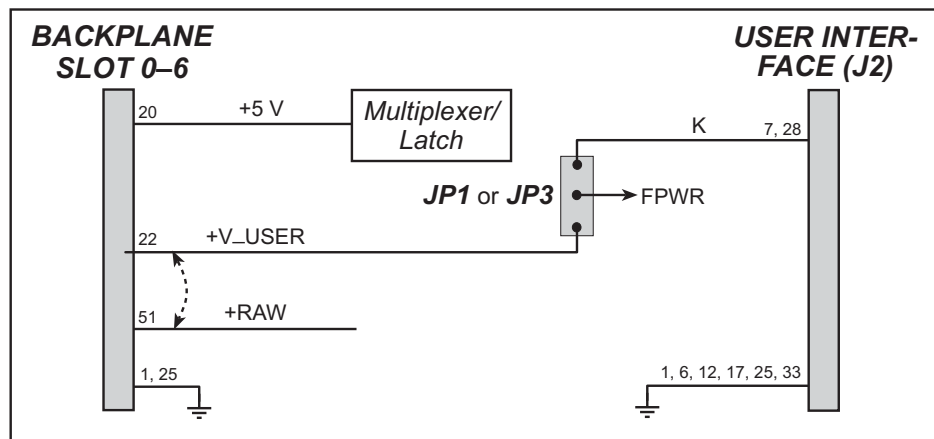 BACKPLANE
SLOT 0–6
USER INTER-
FACE (J2)
20
+5 V
Multiplexer/
Latch
K
7, 28
JP1 or JP3
FPWR
22
+V_USER
51
+RAW
1, 25
1, 6, 12, 17, 25, 33